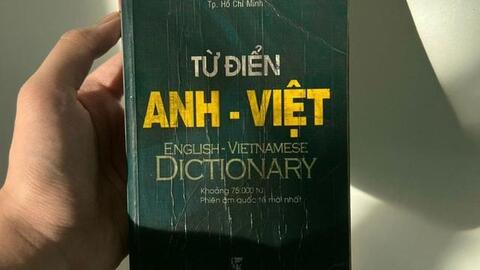 Tp. Hồ Chí Minh
TỪ ĐIỂN
ANH - VIỆT
ENGLISH - VIETNAMESE
DICTIONARY
Khoảng 75.000 từ
Phiên âm quốc tế mới nhất